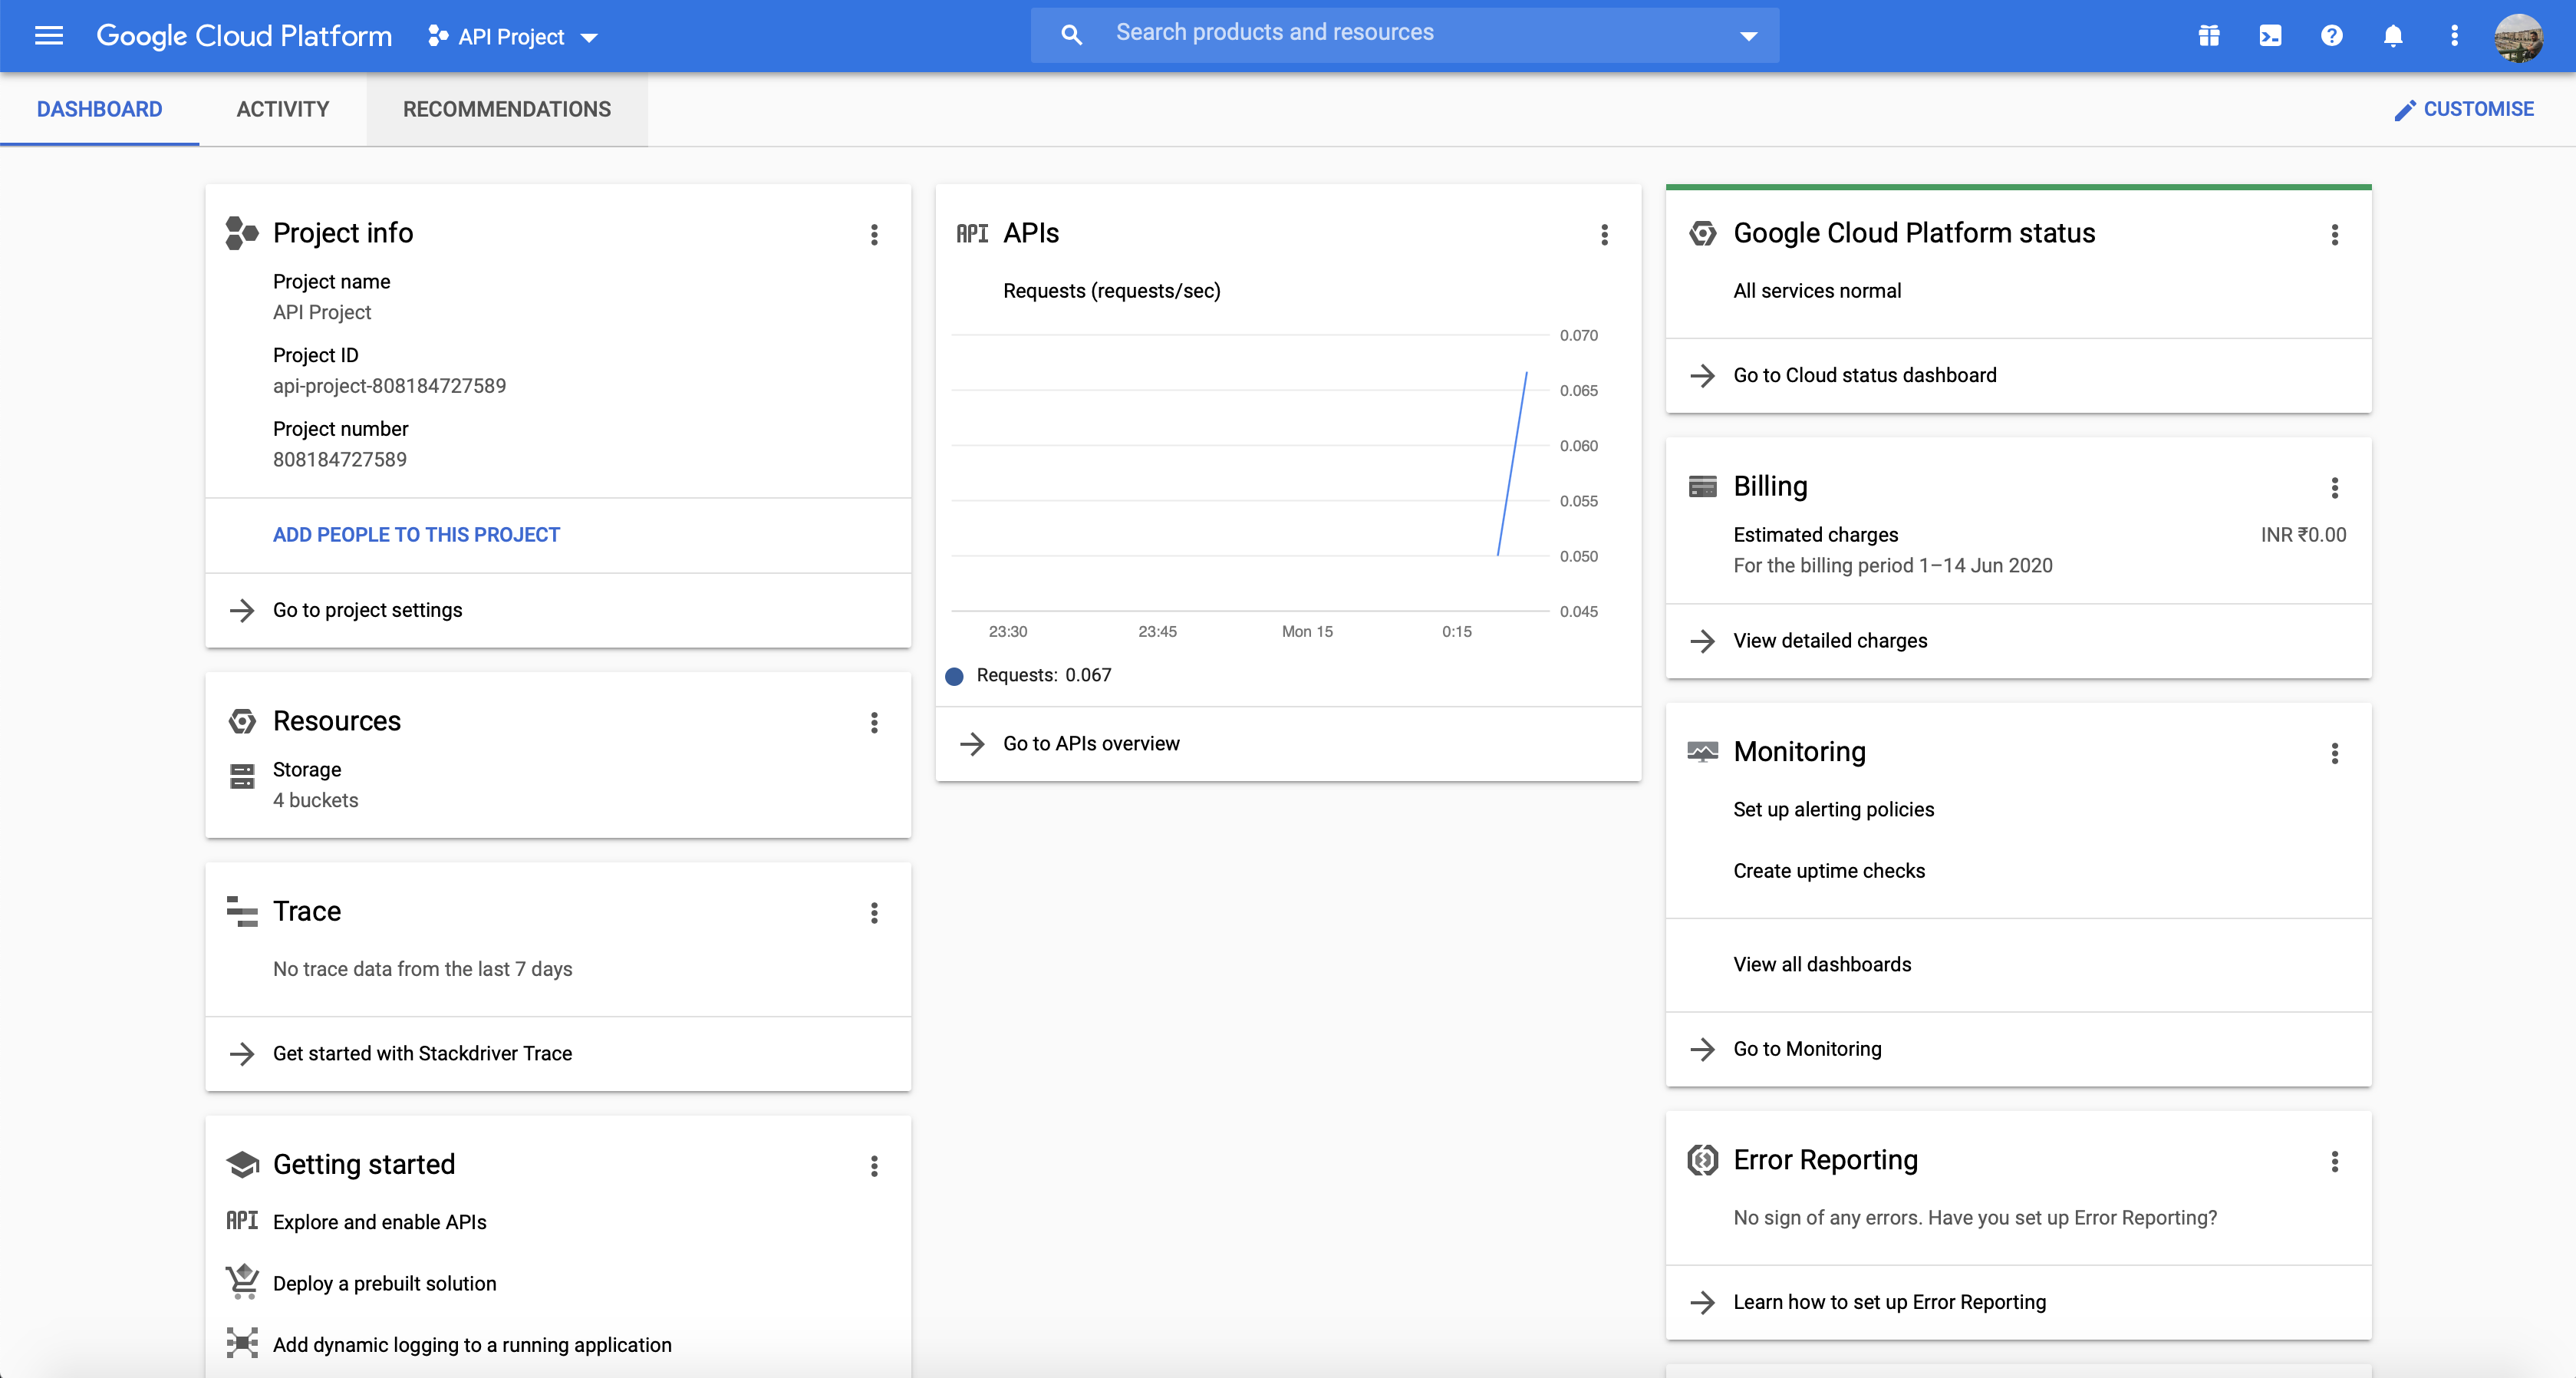 Google Cloud Platform
API Project
Search products and resources
DASHBOARD
ACTIVITY
RECOMMENDATIONS
CUSTOMISE
Project info
Project name
API Project
Project ID
api-project-808184727589
Project number
808184727589
ADD PEOPLE TO THIS PROJECT
Go to project settings
Resources
Storage
4 buckets
Trace
No trace data from the last 7 days
Get started with Stackdriver Trace
Getting started
API Explore and enable APIs
Deploy a prebuilt solution
Add dynamic logging to a running application
API APIs
Requests (requests/sec)
0.070
0.065
0.060
0.055
0.050
0.045
23:30 23:45 Mon 15 0:15
Requests: 0.067
Go to APIs overview
Google Cloud Platform status
All services normal
Go to Cloud status dashboard
Billing
Estimated charges INR ₹0.00
For the billing period 1–14 Jun 2020
View detailed charges
Monitoring
Set up alerting policies
Create uptime checks
View all dashboards
Go to Monitoring
Error Reporting
No sign of any errors. Have you set up Error Reporting?
Learn how to set up Error Reporting